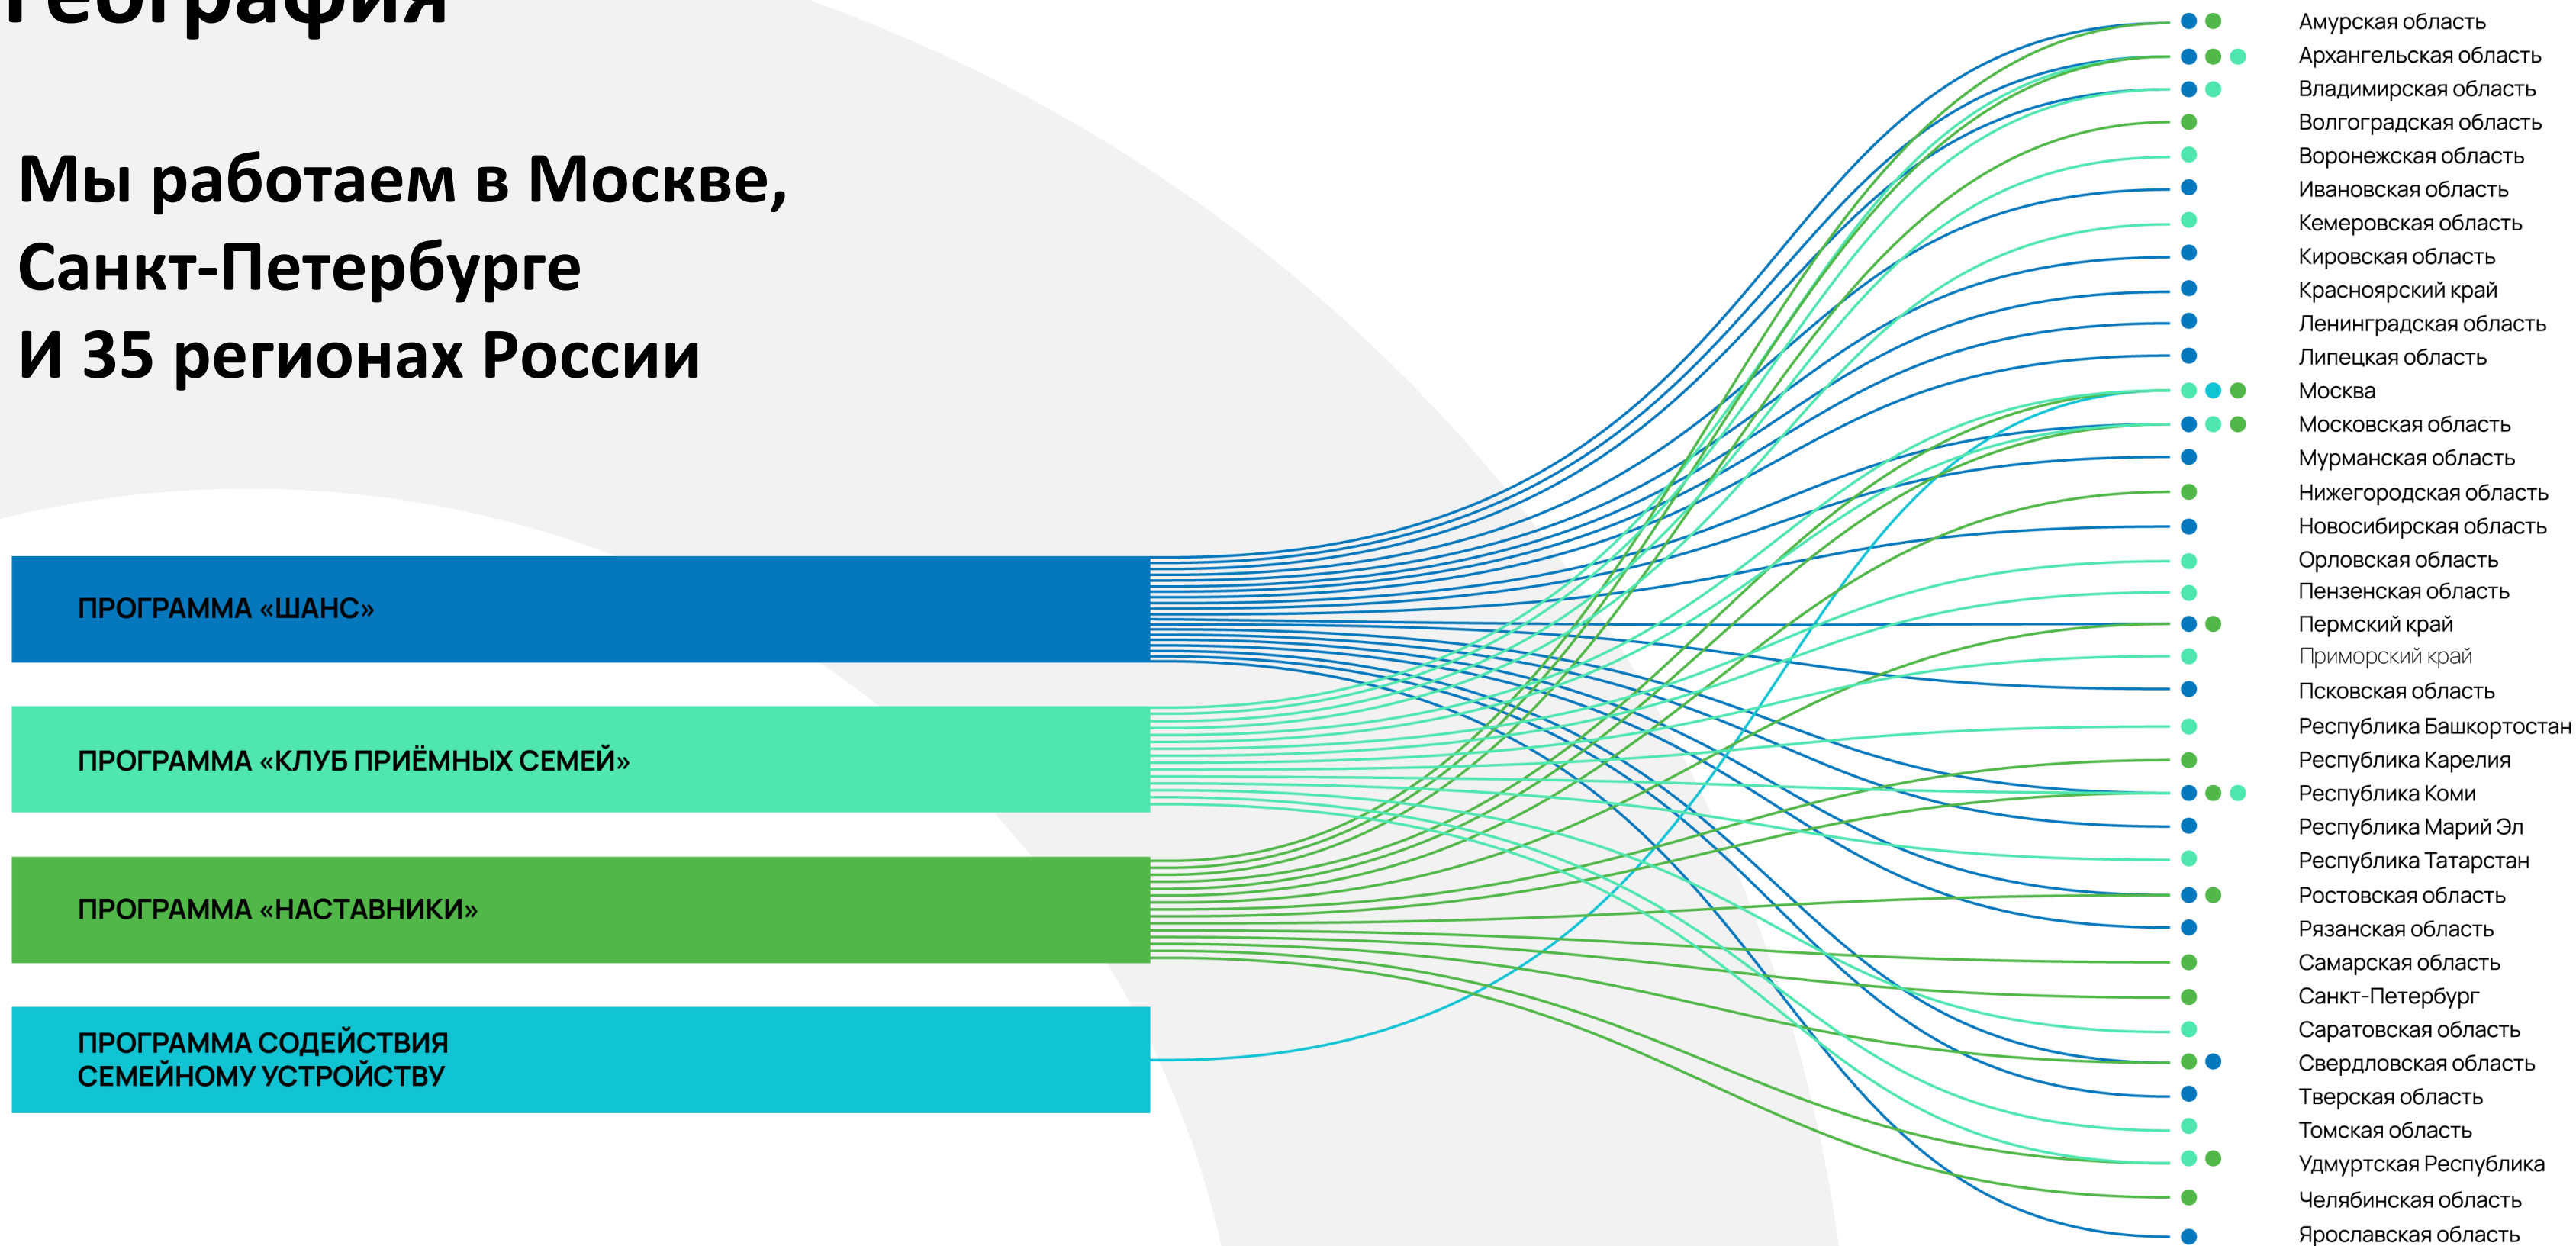 География
Мы работаем в Москве,
Санкт-Петербурге
И 35 регионах России
ПРОГРАММА «ШАНС»
ПРОГРАММА «КЛУБ ПРИЁМНЫХ СЕМЕЙ»
ПРОГРАММА «НАСТАВНИКИ»
ПРОГРАММА СОДЕЙСТВИЯ
СЕМЕЙНОМУ УСТРОЙСТВУ
Амурская область
Архангельская область
Владимирская область
Волгоградская область
Воронежская область
Ивановская область
Кемеровская область
Кировская область
Красноярский край
Ленинградская область
Липецкая область
Москва
Московская область
Мурманская область
Нижегородская область
Новосибирская область
Орловская область
Пензенская область
Пермский край
Приморский край
Псковская область
Республика Башкортостан
Республика Карелия
Республика Коми
Республика Марий Эл
Республика Татарстан
Ростовская область
Рязанская область
Самарская область
Санкт-Петербург
Саратовская область
Свердловская область
Тверская область
Томская область
Удмуртская Республика
Челябинская область
Ярославская область